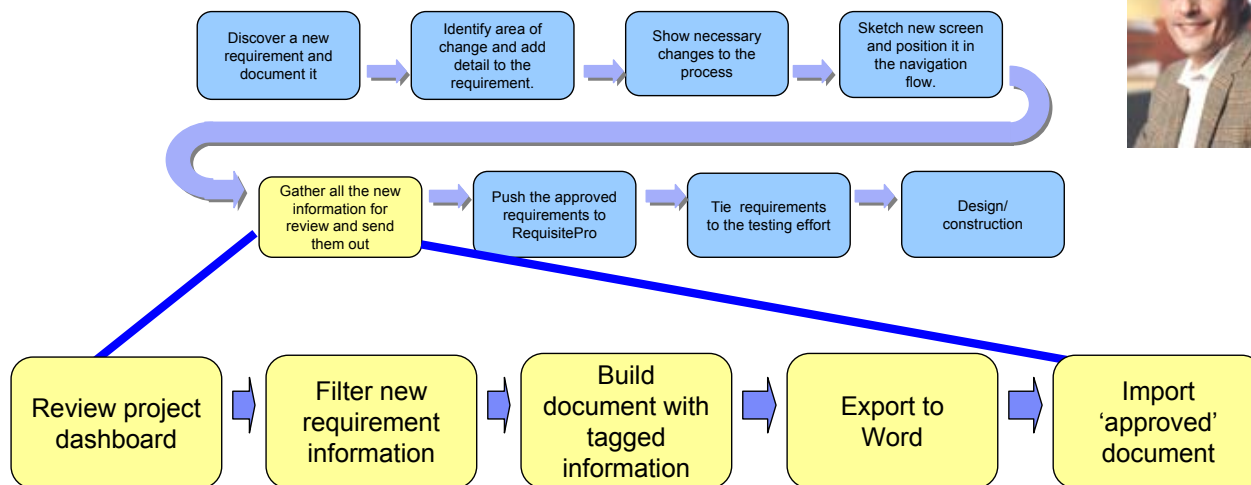 Discover a new
requirement and
document it
Identify area of
change and add
detail to the
requirement.
Show necessary
changes to the
process
Sketch new screen
and position it in
the navigation
flow.
Gather all the new
information for
review and send
them out
Push the approved
requirements to
RequisitePro
Tie requirements
to the testing effort
Design/
construction
Review project
dashboard
Filter new
requirement
information
Build
document with
tagged
information
Export to
Word
Import
‘approved’
document